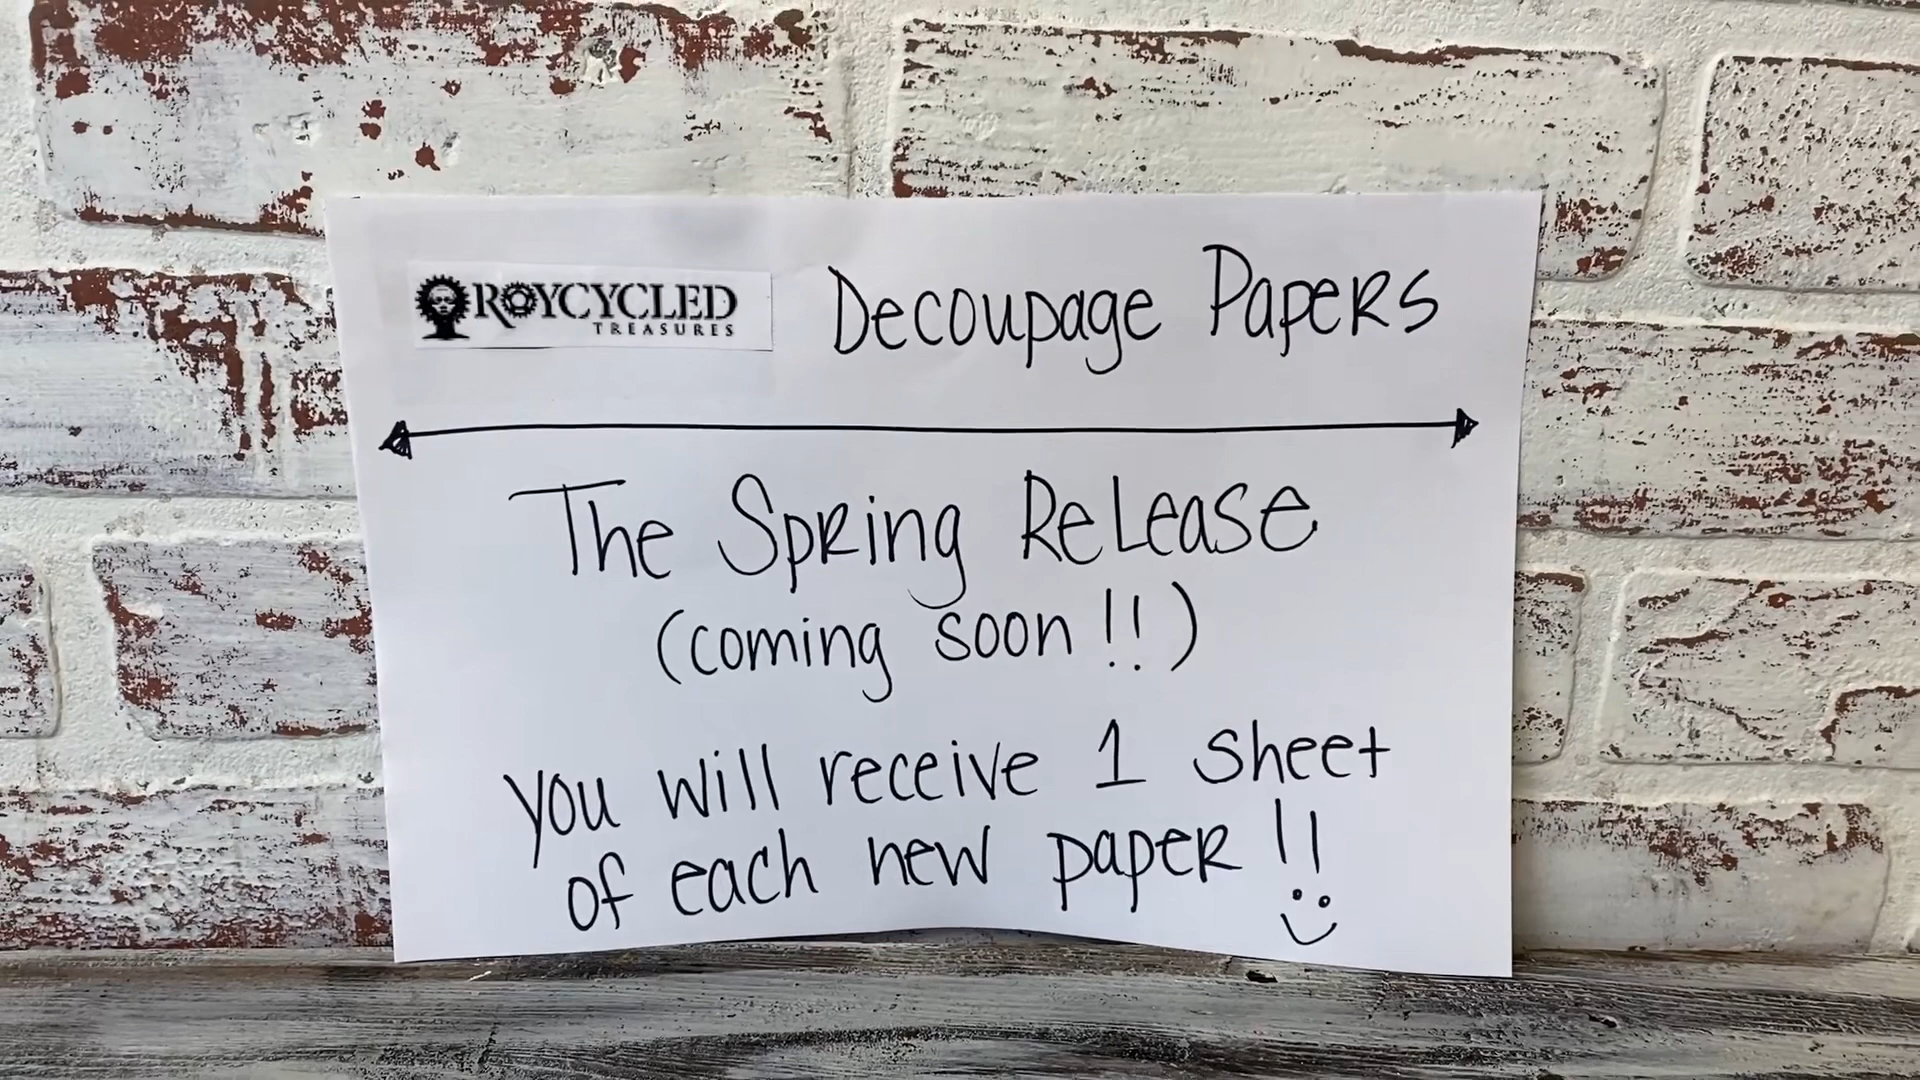 ROYCYCLED Decoupage Papers
TREASURES
The Spring Release
(coming soon!!)
you will receive 1 sheet
of each new paper!!